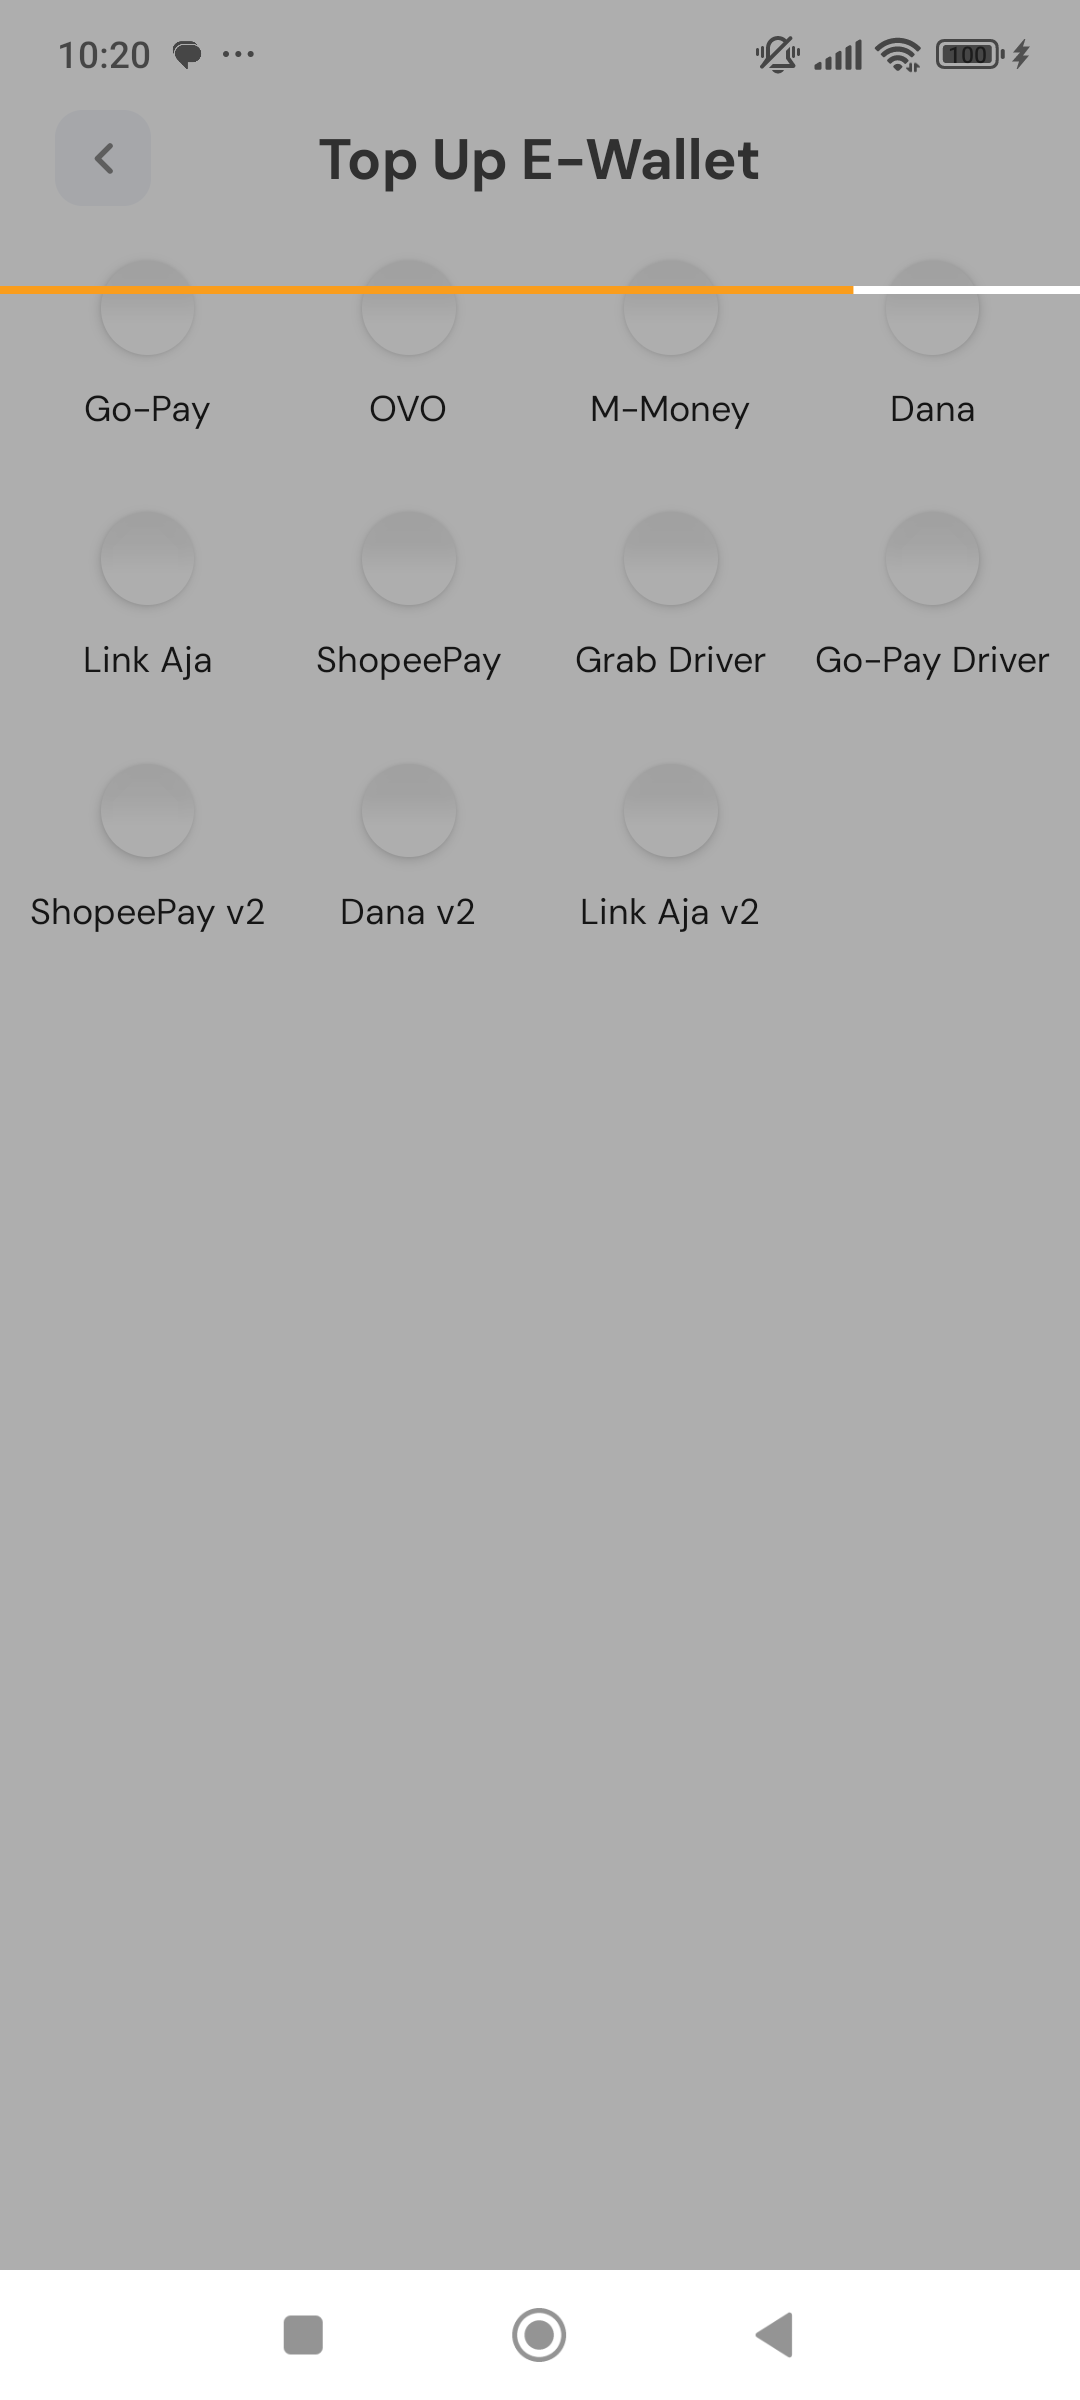 10:20
100
Top Up E-Wallet
Go-Pay
OVO
M-Money
Dana
Link Aja
ShopeePay
Grab Driver
Go-Pay Driver
ShopeePay v2
Dana v2
Link Aja v2